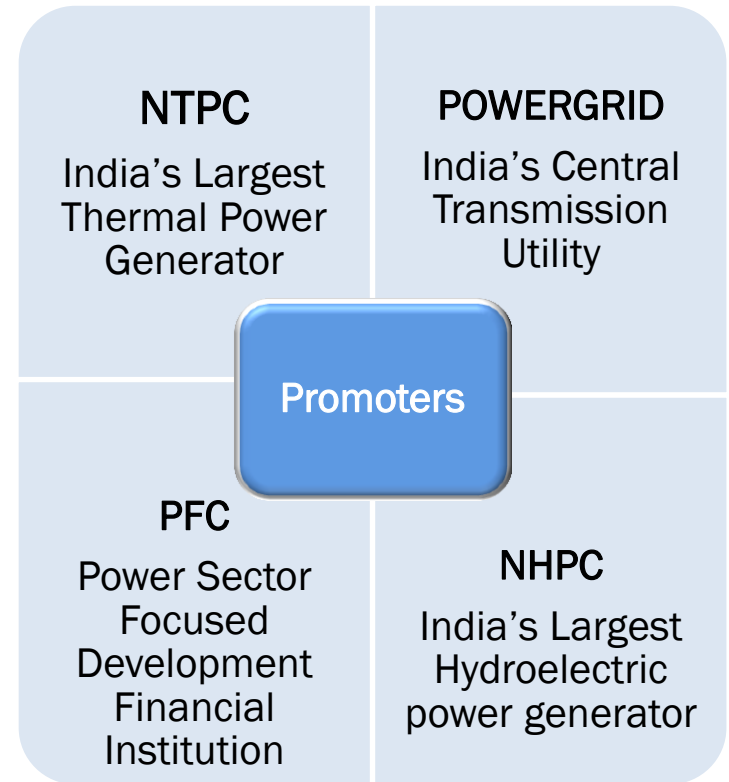 NTPC
India’s Largest
Thermal Power
Generator
POWERGRID
India’s Central
Transmission
Utility
Promoters
PFC
Power Sector
Focused
Development
Financial
Institution
NHPC
India’s Largest
Hydroelectric
power generator